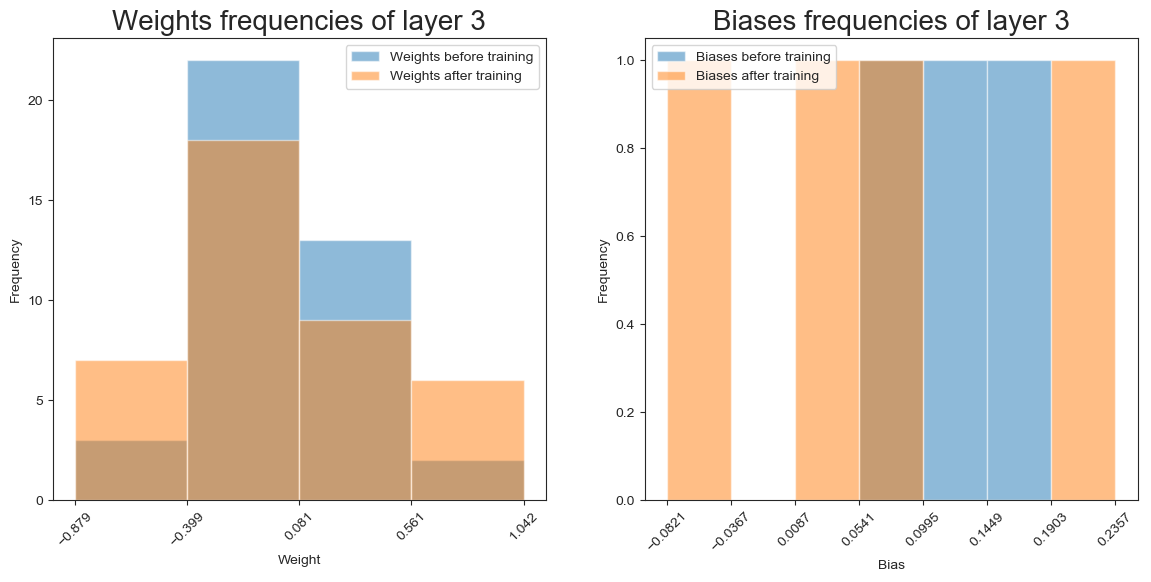 Weights frequencies of layer 3
Weights before training
Weights after training
Frequency
20
15
10
5
0
−0.879
−0.399
0.081
0.561
1.042
Weight
Biases frequencies of layer 3
Biases before training
Biases after training
Frequency
1.0
0.8
0.6
0.4
0.2
0.0
−0.0821
−0.0367
0.0087
0.0541
0.0995
0.1449
0.1903
0.2357
Bias